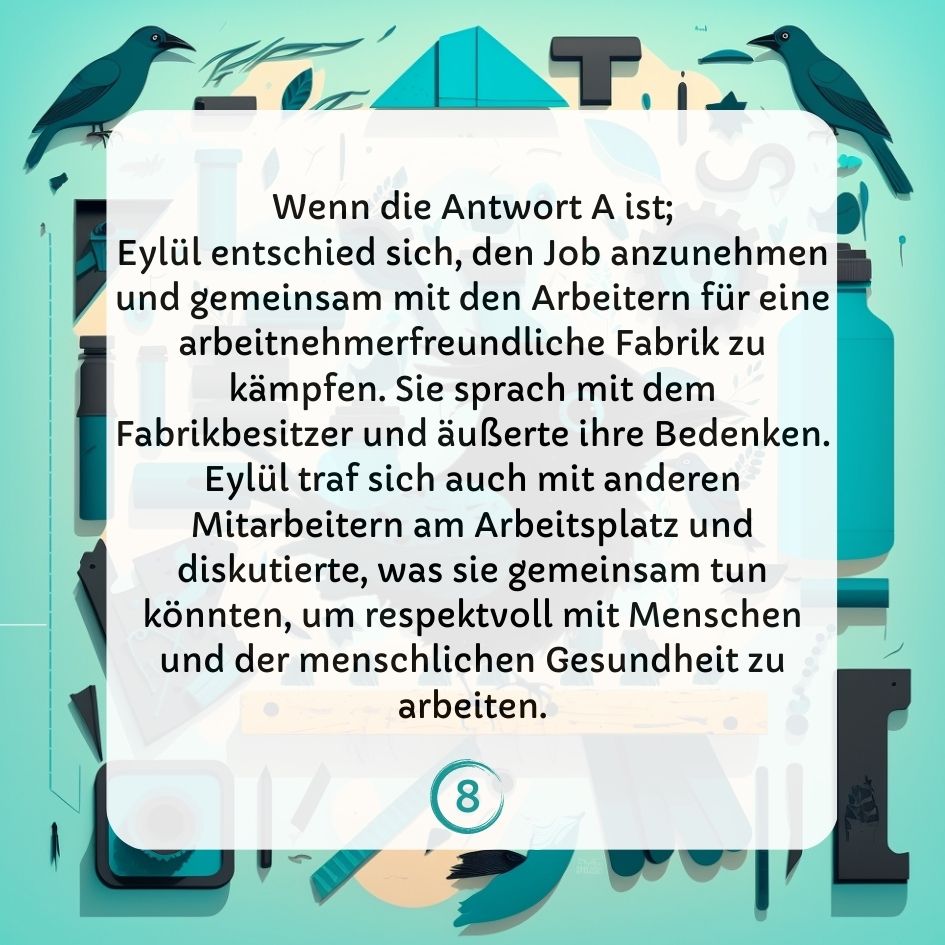 Wenn die Antwort A ist;
Eylül entschied sich, den Job anzunehmen
und gemeinsam mit den Arbeitern für eine
arbeitnehmerfreundliche Fabrik zu
kämpfen. Sie sprach mit dem
Fabrikbesitzer und äußerte ihre Bedenken.
Eylül traf sich auch mit anderen
Mitarbeitern am Arbeitsplatz und
diskutierte, was sie gemeinsam tun
könnten, um respektvoll mit Menschen
und der menschlichen Gesundheit zu
arbeiten.
8